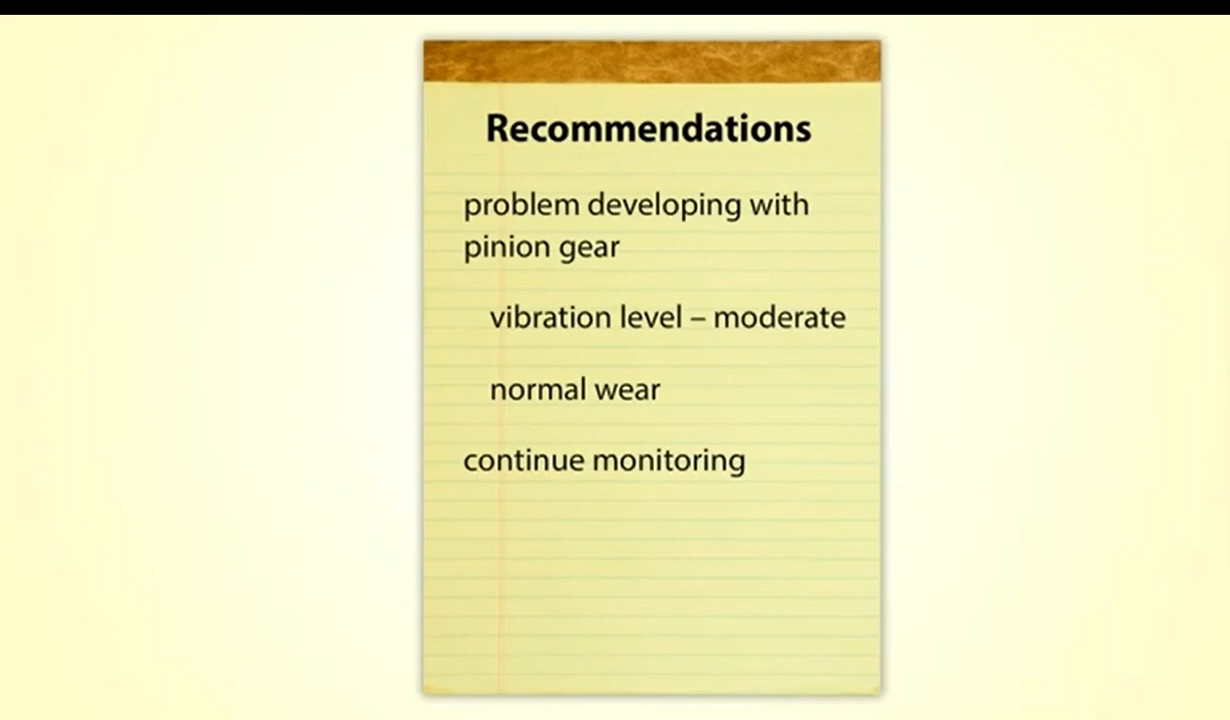 Recommendations
problem developing with
pinion gear
vibration level – moderate
normal wear
continue monitoring